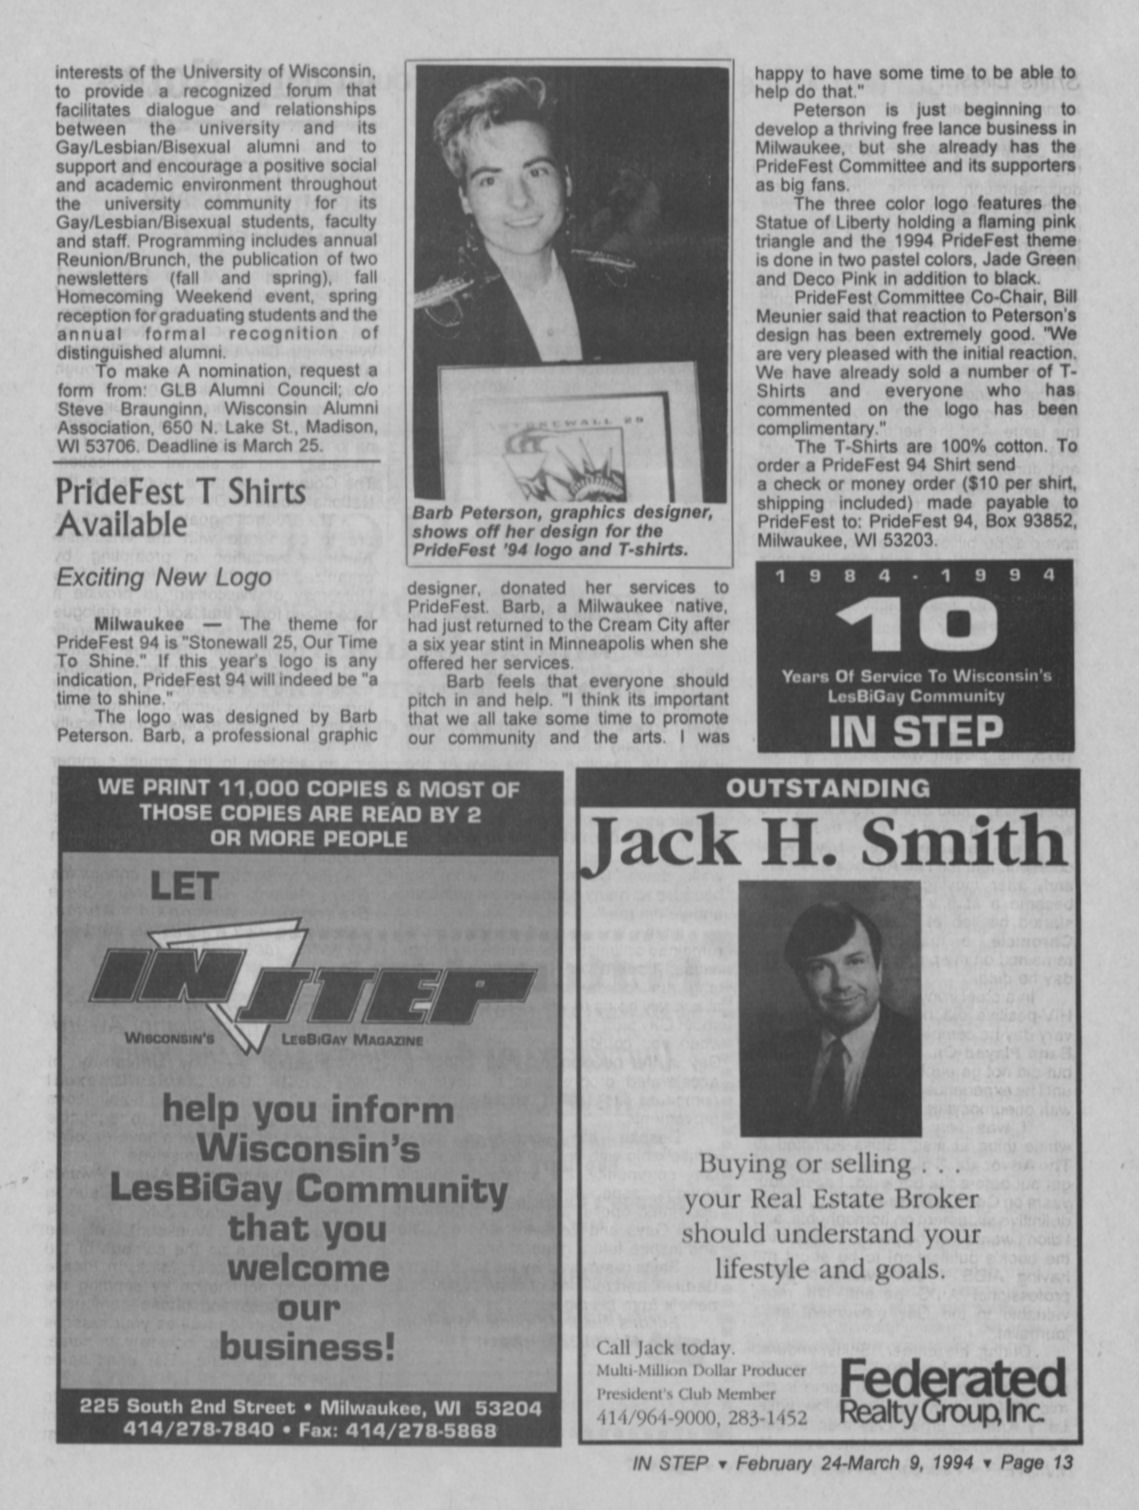 interests of the University of Wisconsin,
to provide a recognized forum that
facilitates dialogue and relationships
between the university and its
Gay/Lesbian/Bisexual alumni and to
support and encourage a positive social
and academic environment throughout
the university community for its
Gay/Lesbian/Bisexual students, faculty
and staff. Programming includes annual
Reunion/Brunch, the publication of two
newsletters (fall and spring), fall
Homecoming Weekend event, spring
reception for graduating students and the
annual formal recognition of
distinguished alumni.
To make A nomination, request a
form from: GLB Alumni Council; c/o
Steve Braunginn, Wisconsin Alumni
Association, 650 N. Lake St., Madison,
WI 53706. Deadline is March 25.
PrideFest T Shirts
Available
Exciting New Logo
Milwaukee — The theme for
PrideFest 94 is "Stonewall 25, Our Time
To Shine." If this year's logo is any
indication, PrideFest 94 will indeed be "a
time to shine."
The logo was designed by Barb
Peterson. Barb, a professional graphic
STONEWALL 25
Barb Peterson, graphics designer,
shows off her design for the
PrideFest '94 logo and T-shirts.
designer, donated her services to
PrideFest. Barb, a Milwaukee native,
had just returned to the Cream City after
a six year stint in Minneapolis when she
offered her services.
Barb feels that everyone should
pitch in and help. "I think its important
that we all take some time to promote
our community and the arts. I was
happy to have some time to be able to
help do that."
Peterson is just beginning to
develop a thriving free lance business in
Milwaukee, but she already has the
PrideFest Committee and its supporters
as big fans.
The three color logo features the
Statue of Liberty holding a flaming pink
triangle and the 1994 PrideFest theme
is done in two pastel colors, Jade Green
and Deco Pink in addition to black.
PrideFest Committee Co-Chair, Bill
Meunier said that reaction to Peterson's
design has been extremely good. "We
are very pleased with the initial reaction.
We have already sold a number of T-
Shirts and everyone who has
commented on the logo has been
complimentary."
The T-Shirts are 100% cotton. To
order a PrideFest 94 Shirt send
a check or money order ($10 per shirt,
shipping included) made payable to
PrideFest to: PrideFest 94, Box 93852,
Milwaukee, WI 53203.
1984-1994
10
Years Of Service To Wisconsin's
LesBiGay Community
IN STEP
WE PRINT 11,000 COPIES & MOST OF
THOSE COPIES ARE READ BY 2
OR MORE PEOPLE
LET
IN STEP
WISCONSIN'S LESBIGAY MAGAZINE
help you inform
Wisconsin's
LesBiGay Community
that you
welcome
our
business!
225 South 2nd Street • Milwaukee, WI 53204
414/278-7840 • Fax: 414/278-5868
OUTSTANDING
Jack H. Smith
Buying or selling . . .
your Real Estate Broker
should understand your
lifestyle and goals.
Call Jack today.
Multi-Million Dollar Producer
President's Club Member
414/964-9000, 283-1452
Federated
Realty Group, Inc.
IN STEP ▼ February 24-March 9, 1994 ▼ Page 13